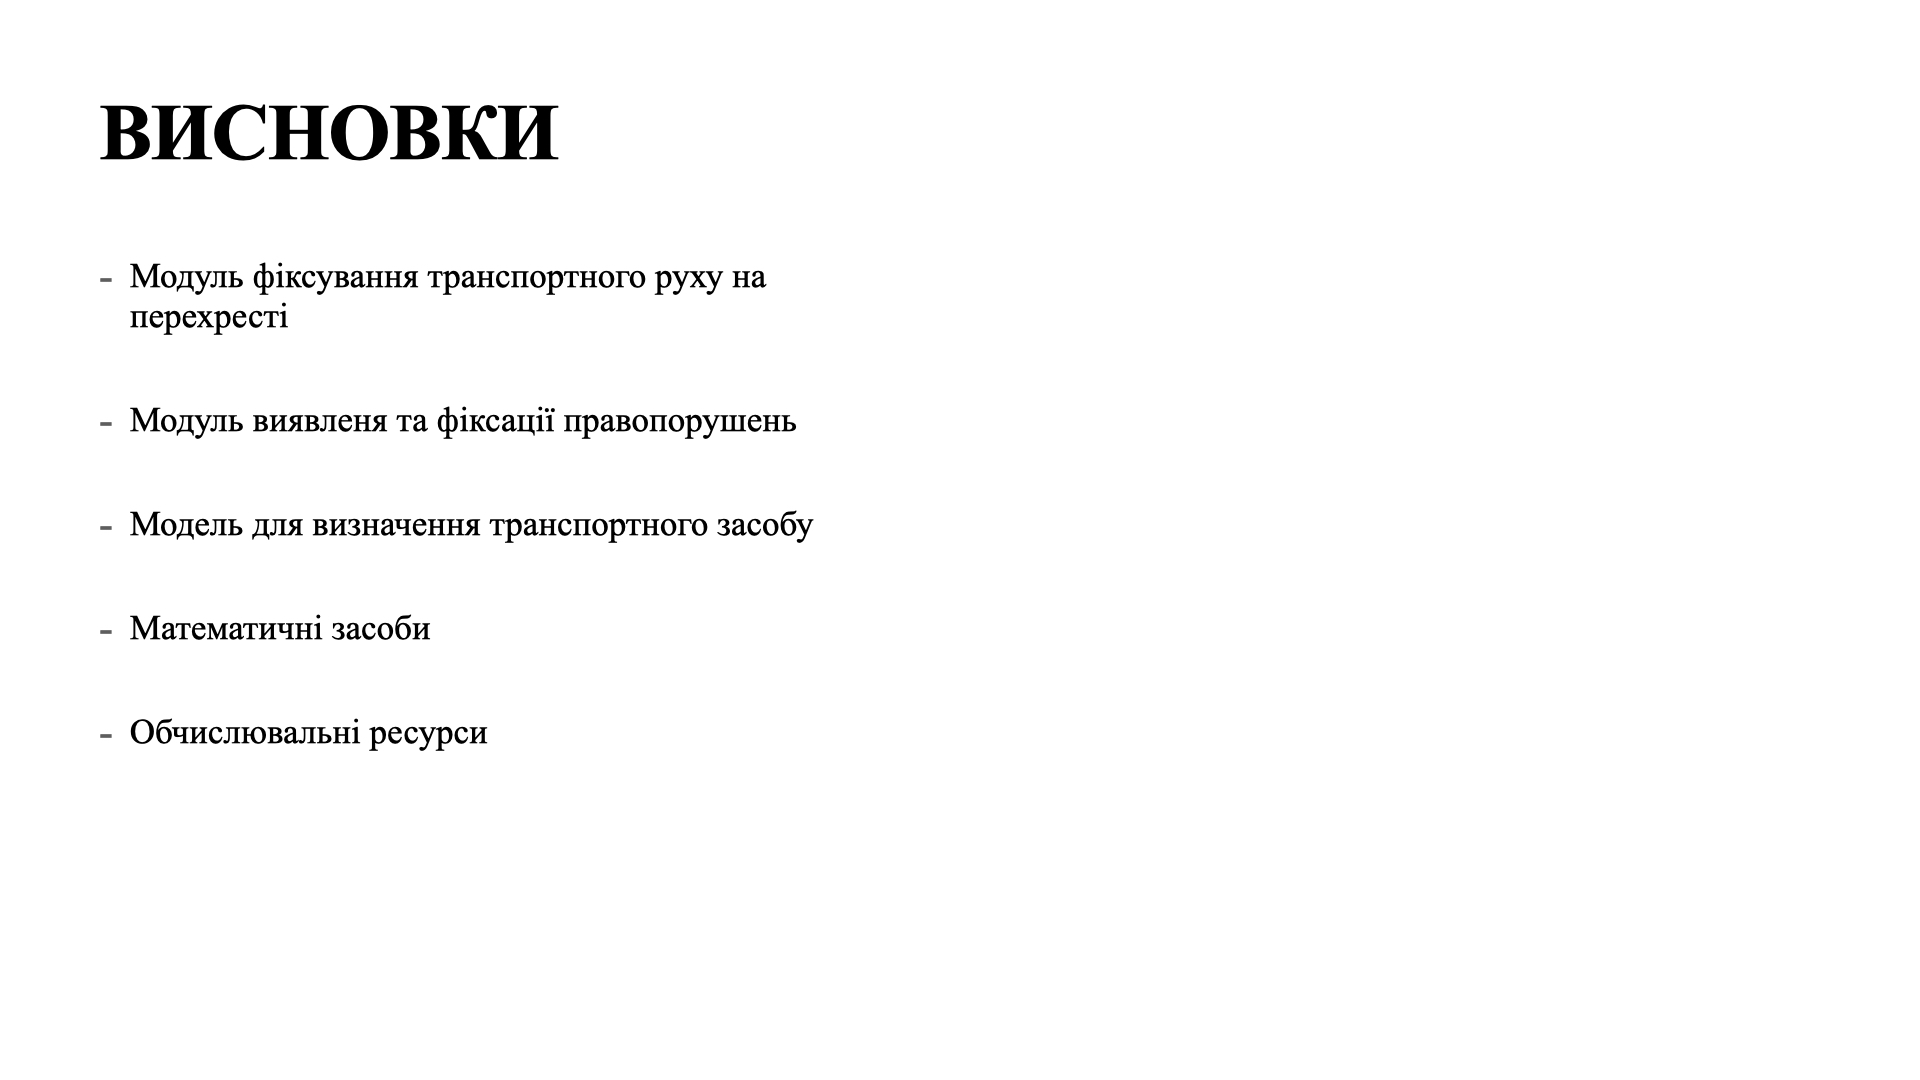 ВИСНОВКИ
- Модуль фіксування транспортного руху на
перехресті
- Модуль виявленя та фіксації правопорушень
- Модель для визначення транспортного засобу
- Математичні засоби
- Обчислювальні ресурси